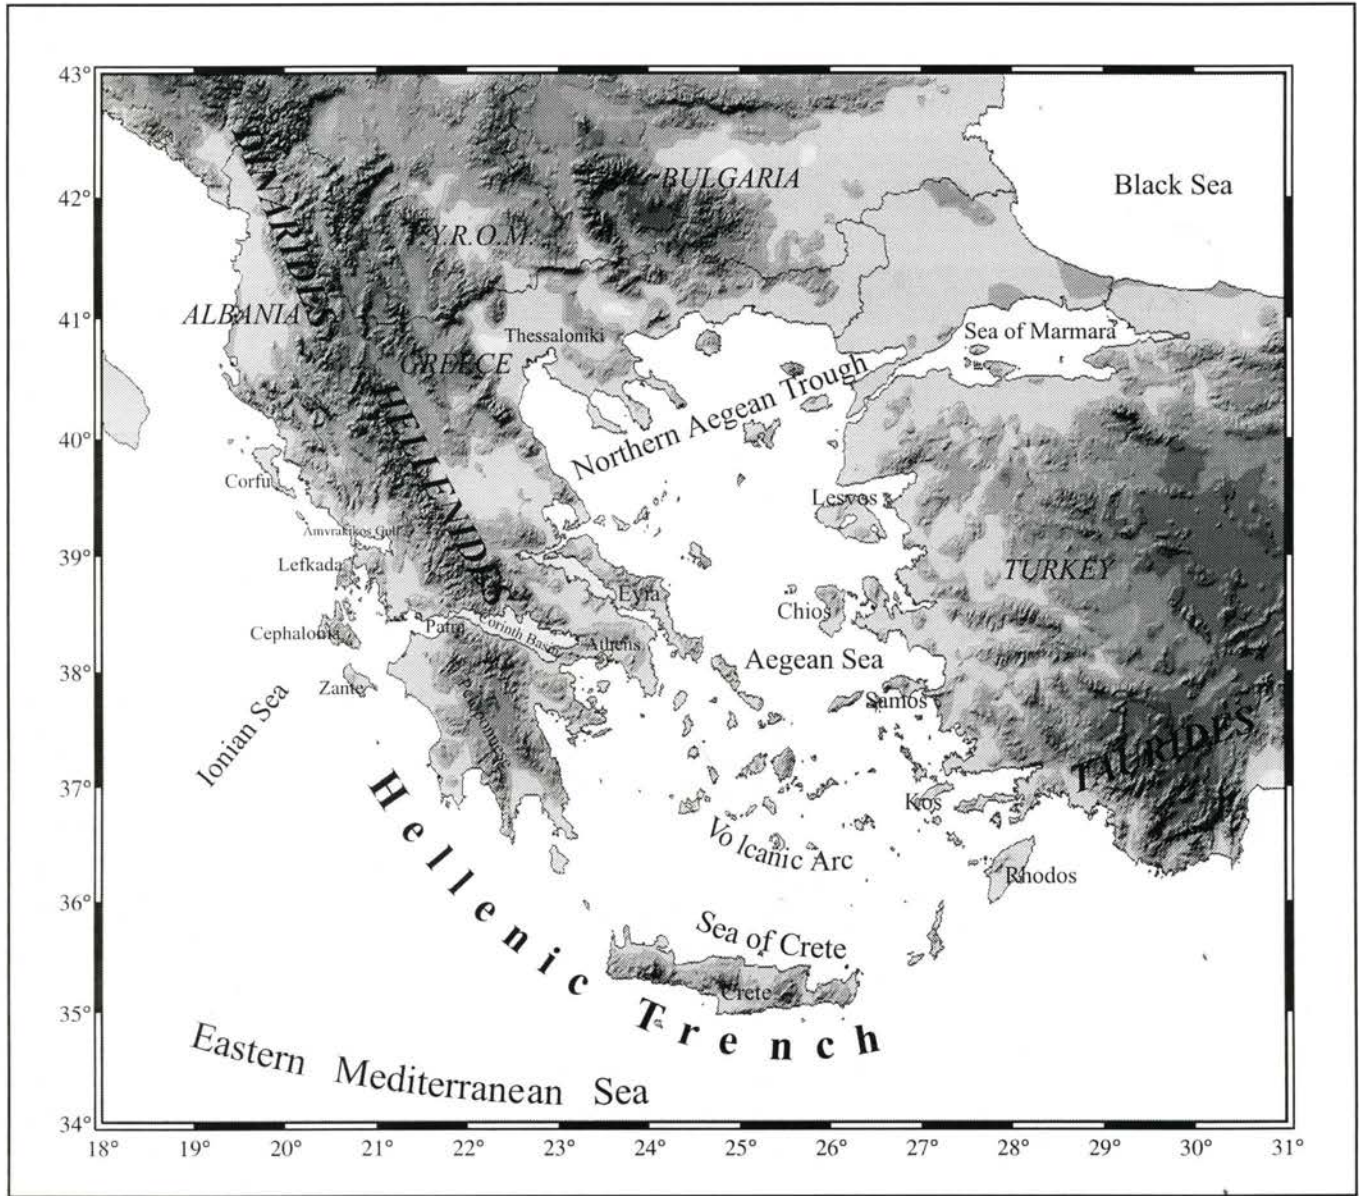 43°
42°
41°
40°
39°
38°
37°
36°
35°
34°
18°
19°
20°
21°
22°
23°
24°
25°
26°
27°
28°
29°
30°
31°
DINARIDES
BULGARIA
Black Sea
F.Y.R.O.M.
ALBANIA
Thessaloniki
Sea of Marmara
GREECE
Northern Aegean Trough
HELLENIDES
Corfu
Lesvos
Amvrakikos Gulf
Lefkada
TURKEY
Evia
Chios
Cephalonia
Patra
Corinth Basin
Athens
Aegean Sea
Zante
Samos
Peloponnese
Ionian Sea
TAURIDES
Kos
Volcanic Arc
Rhodos
Hellenic Trench
Sea of Crete
Crete
Eastern Mediterranean Sea